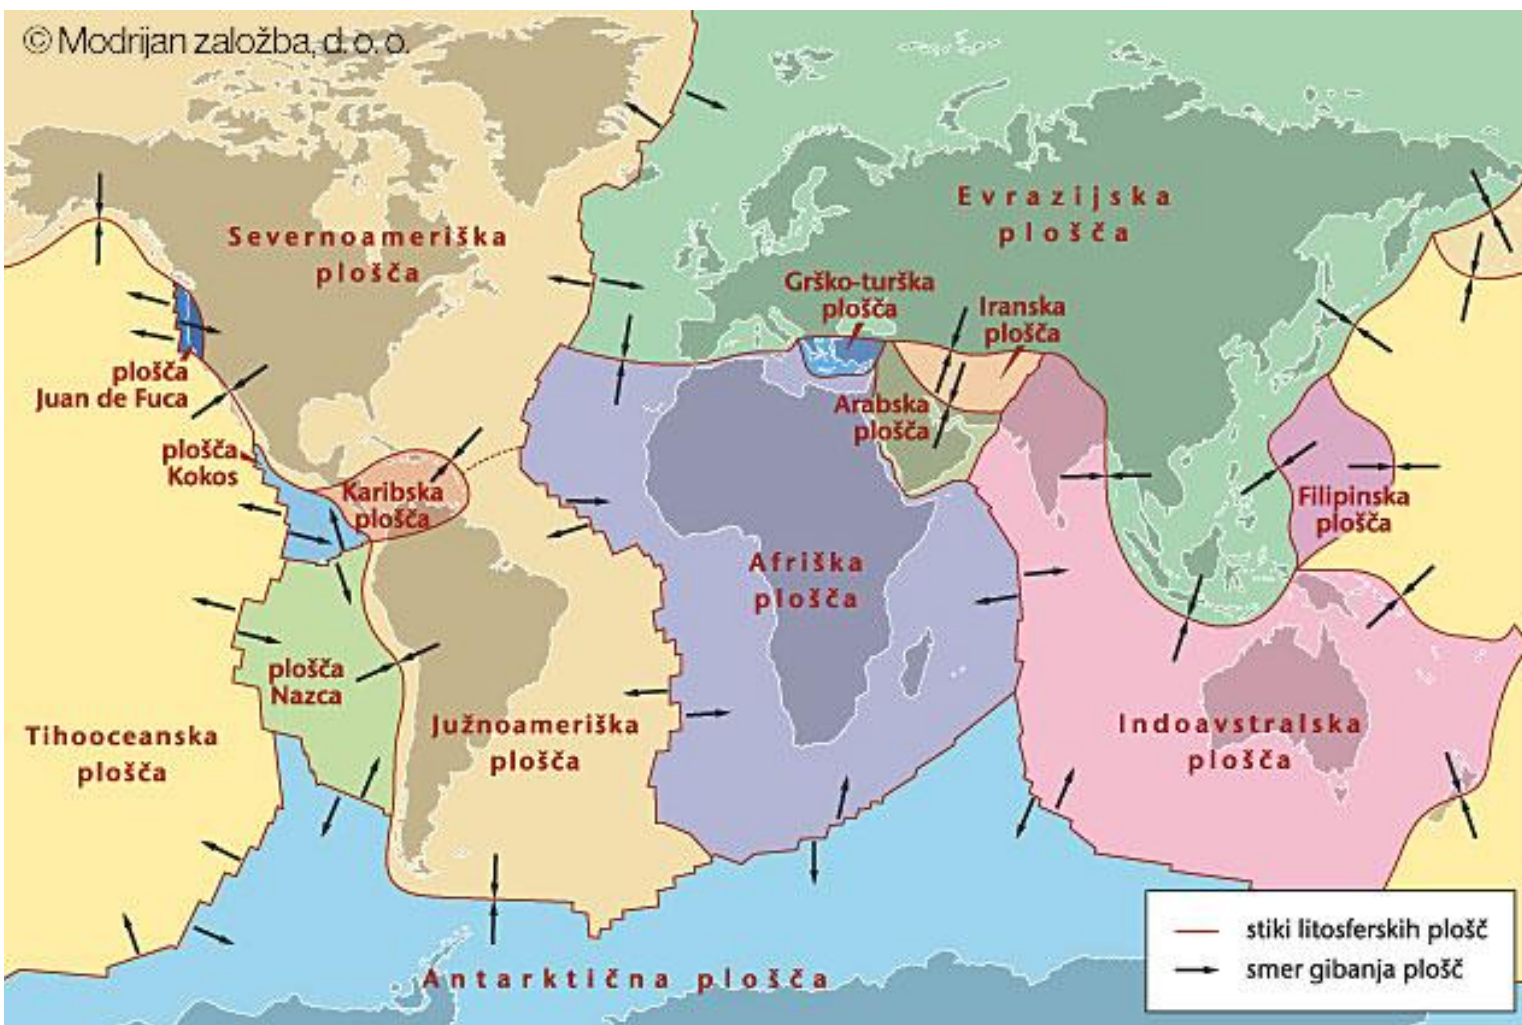 © Modrijan založba, d. o. o.
Severnoameriška
plošča
Evrazijska
plošča
Grško-turška
plošča
Iranska
plošča
plošča
Juan de Fuca
Arabska
plošča
plošča
Kokos
Karibska
plošča
Filipinska
plošča
Afriška
plošča
plošča
Nazca
Tihooceanska
plošča
Južnoameriška
plošča
Indoavstralska
plošča
Antarktična plošča
stiki litosferskih plošč
smer gibanja plošč